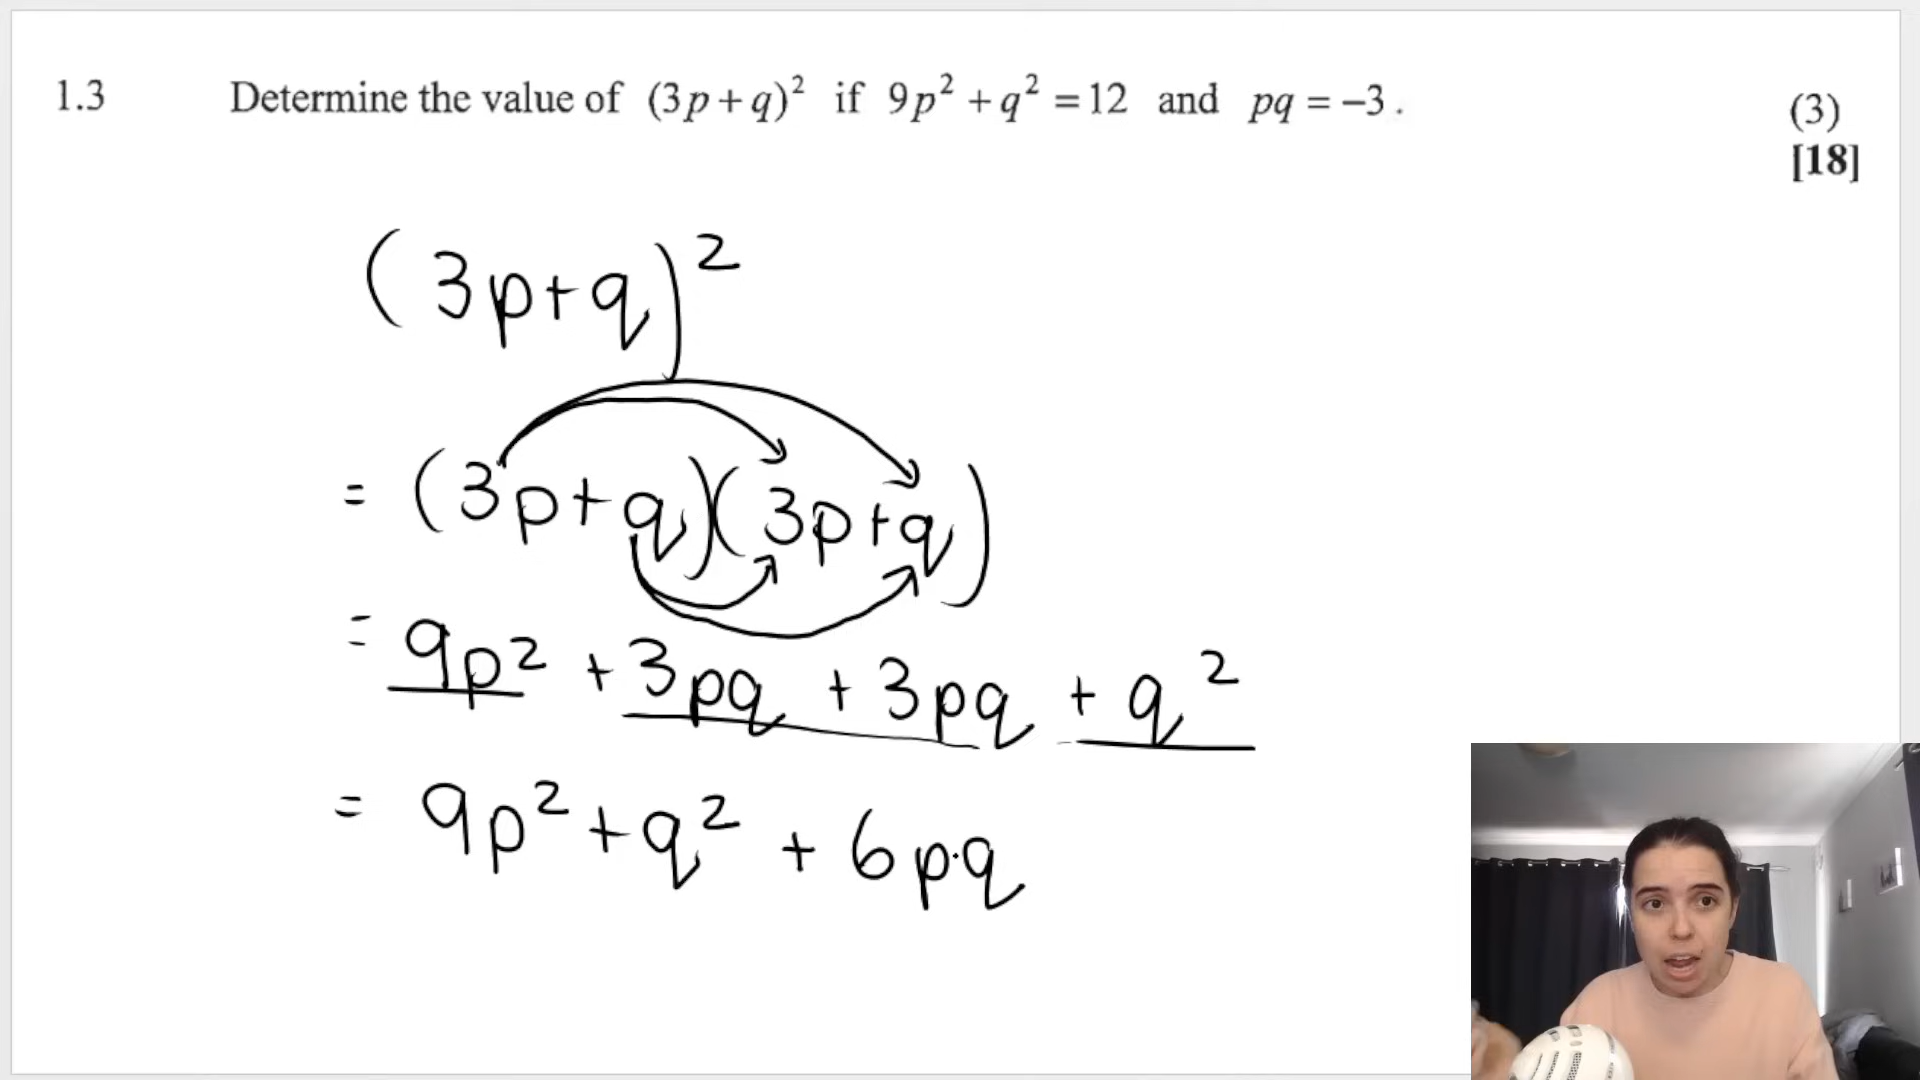 1.3 Determine the value of (3p+q)² if 9p² + q² = 12 and pq = –3. (3)
[18]
(3p+q)²
= (3p+q)(3p+q)
= 9p² + 3pq + 3pq + q²
= 9p² + q² + 6p·q